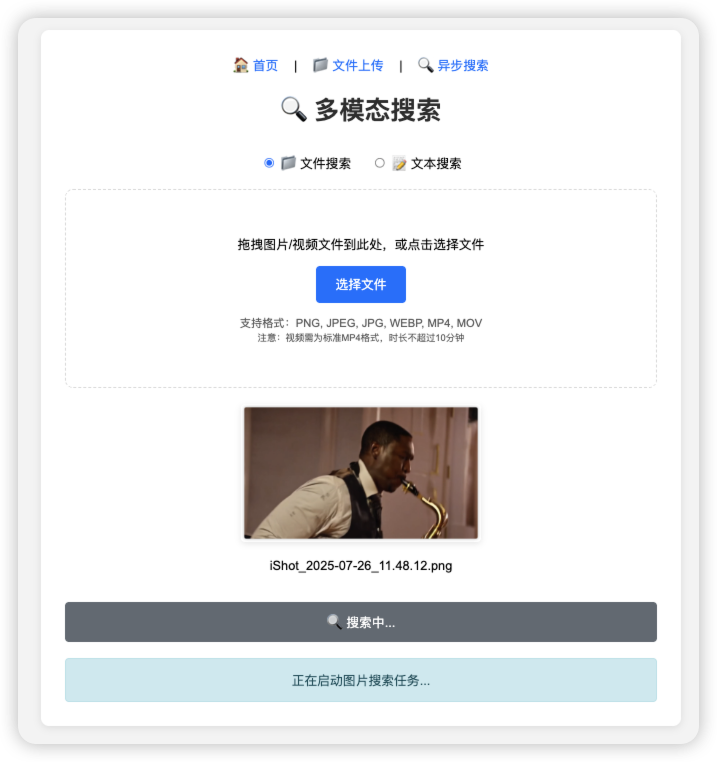 🏠 首页 | 📁 文件上传 | 🔍 异步搜索
🔍 多模态搜索
📁 文件搜索 📝 文本搜索
拖拽图片/视频文件到此处，或点击选择文件
选择文件
支持格式：PNG, JPEG, JPG, WEBP, MP4, MOV
注意：视频需为标准MP4格式，时长不超过10分钟
iShot_2025-07-26_11.48.12.png
🔍 搜索中...
正在启动图片搜索任务...